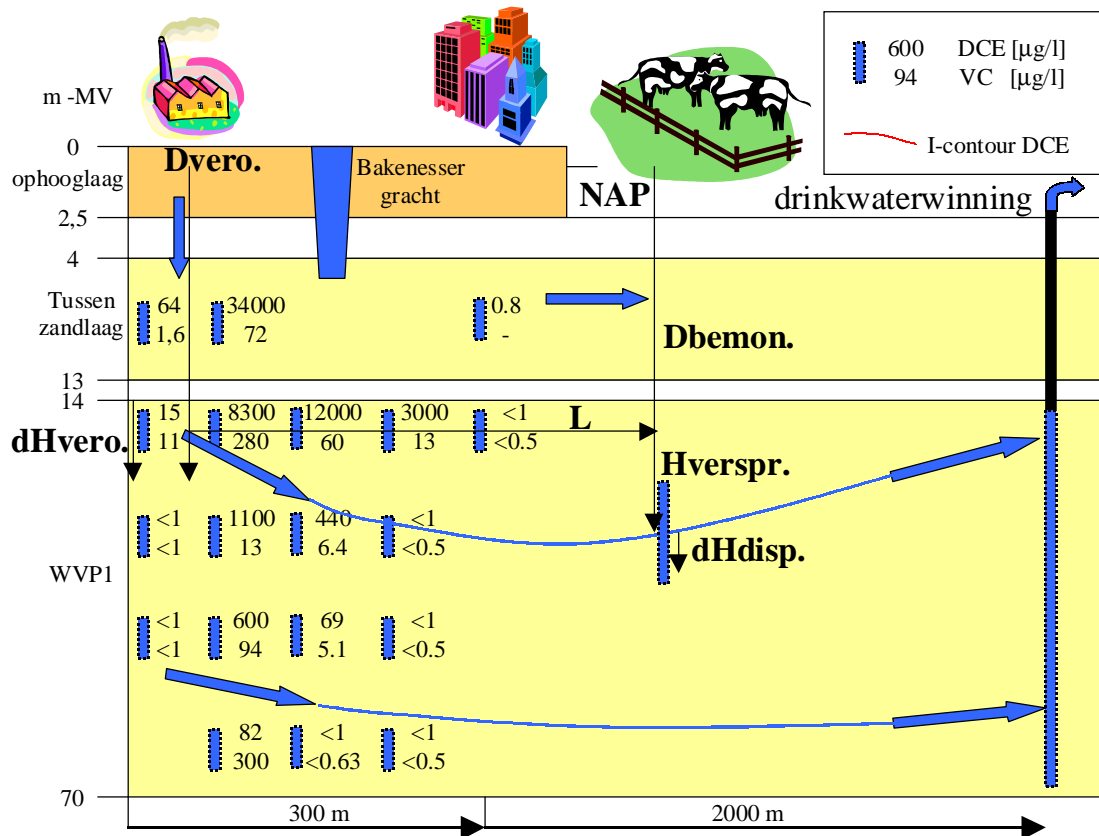 600 DCE [µg/l]
94 VC [µg/l]
I-contour DCE
m -MV
0
ophooglaag
2,5
4
Tussen
zandlaag
13
14
WVP1
70
Dvero.
Bakenesser
gracht
NAP
drinkwaterwinning
64 34000 0.8
1,6 72 -
Dbemon.
15 8300 12000 3000 <1
11 280 60 13 <0.5
L
dHvero.
Hverspr.
<1 1100 440 <1
<1 13 6.4 <0.5
dHdisp.
<1 600 69 <1
<1 94 5.1 <0.5
82 <1 <1
300 <0.63 <0.5
300 m 2000 m